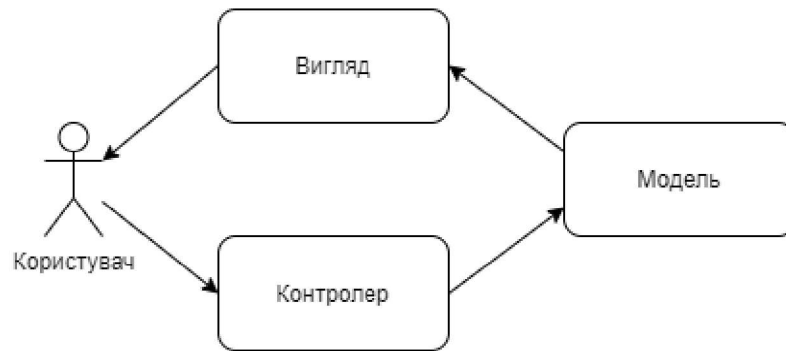 Вигляд
Модель
Користувач
Контролер